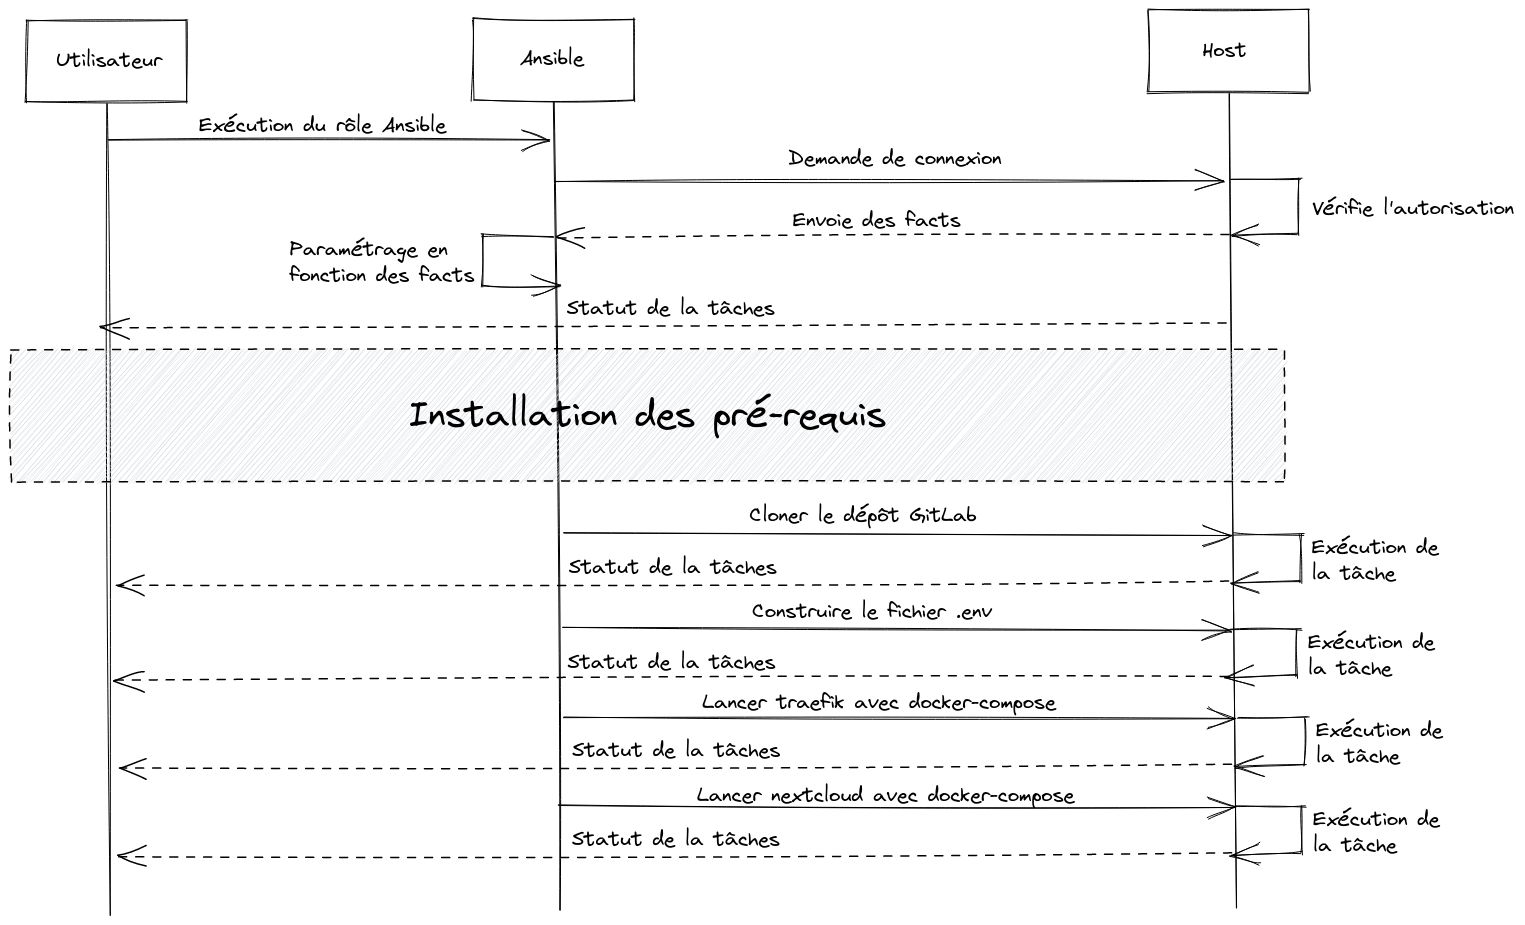 Utilisateur
Ansible
Host
Exécution du rôle Ansible
Demande de connexion
Vérifie l'autorisation
Envoie des facts
Paramétrage en
fonction des facts
Statut de la tâches
Installation des pré-requis
Cloner le dépôt GitLab
Exécution de
la tâche
Statut de la tâches
Construire le fichier .env
Exécution de
la tâche
Statut de la tâches
Lancer traefik avec docker-compose
Exécution de
la tâche
Statut de la tâches
Lancer nextcloud avec docker-compose
Exécution de
la tâche
Statut de la tâches